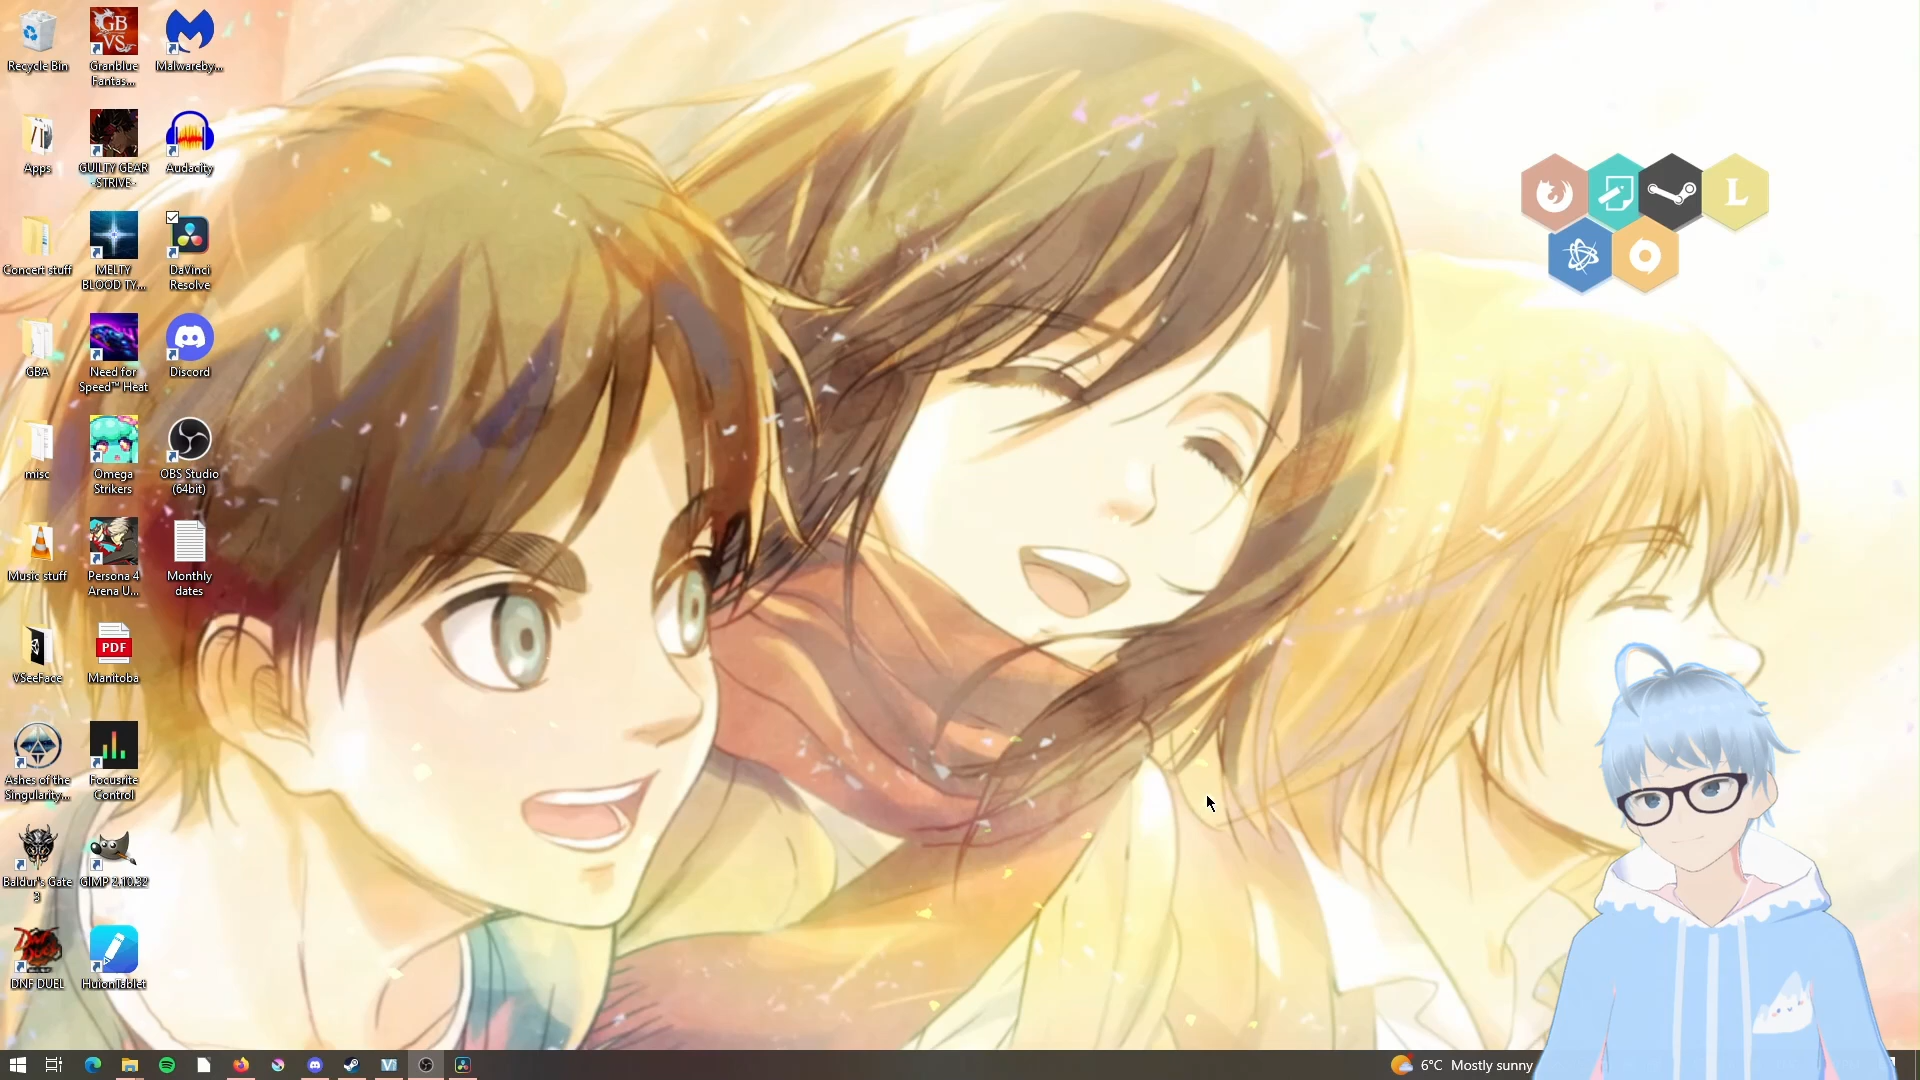 Recycle Bin
GB
VS
Granblue
Fantas...
Malwareby...
Apps
GUILTY GEAR
-STRIVE-
Audacity
Concert stuff
MELTY
BLOOD TY...
DaVinci
Resolve
GBA
Need for
Speed™ Heat
Discord
misc
Omega
Strikers
OBS Studio
(64bit)
Music stuff
Persona 4
Arena U...
Monthly
dates
VSeeFace
PDF
Manitoba
Ashes of the
Singularity...
Focusrite
Control
Baldur's Gate
3
GIMP 2.10.32
DNF DUEL
HuionTablet
L
6°C Mostly sunny